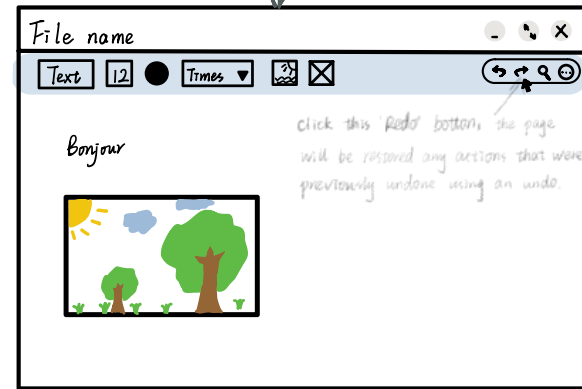 File name
Text 12 Times
click this 'Redo' button, the page
will be restored any actions that were
previously undone using an undo.
Bonjour